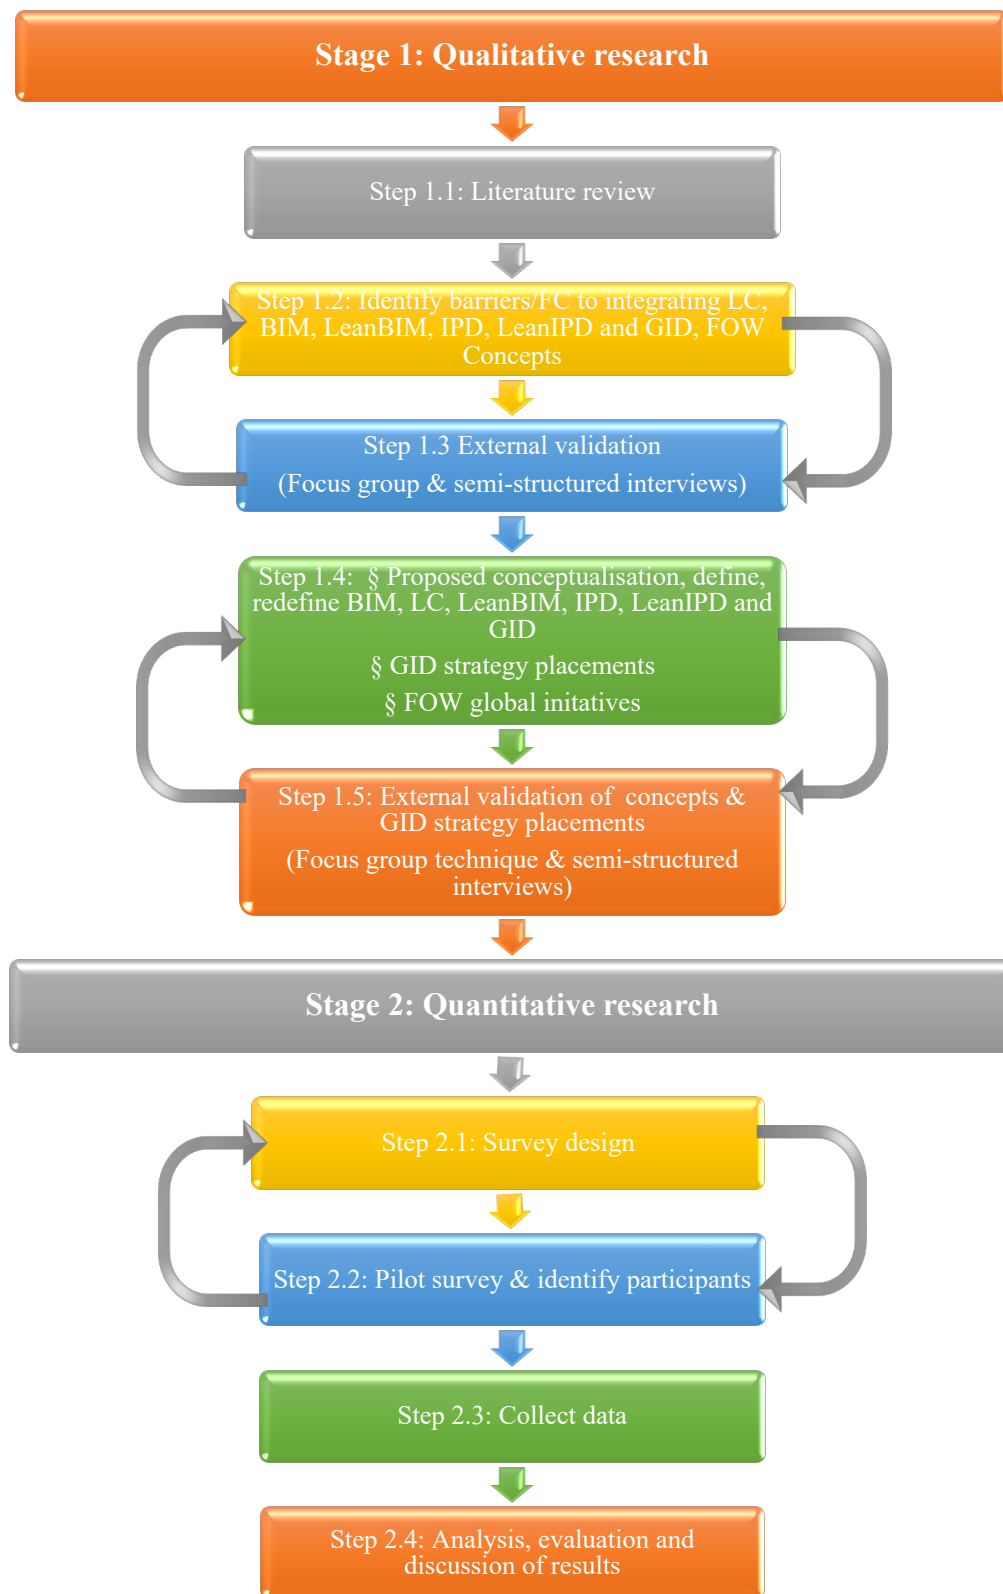 Stage 1: Qualitative research
Step 1.1: Literature review
Step 1.2: Identify barriers/FC to integrating LC,
BIM, LeanBIM, IPD, LeanIPD and GID, FOW
Concepts
Step 1.3 External validation
(Focus group & semi-structured interviews)
Step 1.4:  § Proposed conceptualisation, define,
redefine BIM, LC, LeanBIM, IPD, LeanIPD and
GID
§ GID strategy placements
§ FOW global initatives
Step 1.5: External validation of  concepts &
GID strategy placements
(Focus group technique & semi-structured
interviews)
Stage 2: Quantitative research
Step 2.1: Survey design
Step 2.2: Pilot survey & identify participants
Step 2.3: Collect data
Step 2.4: Analysis, evaluation and
discussion of results